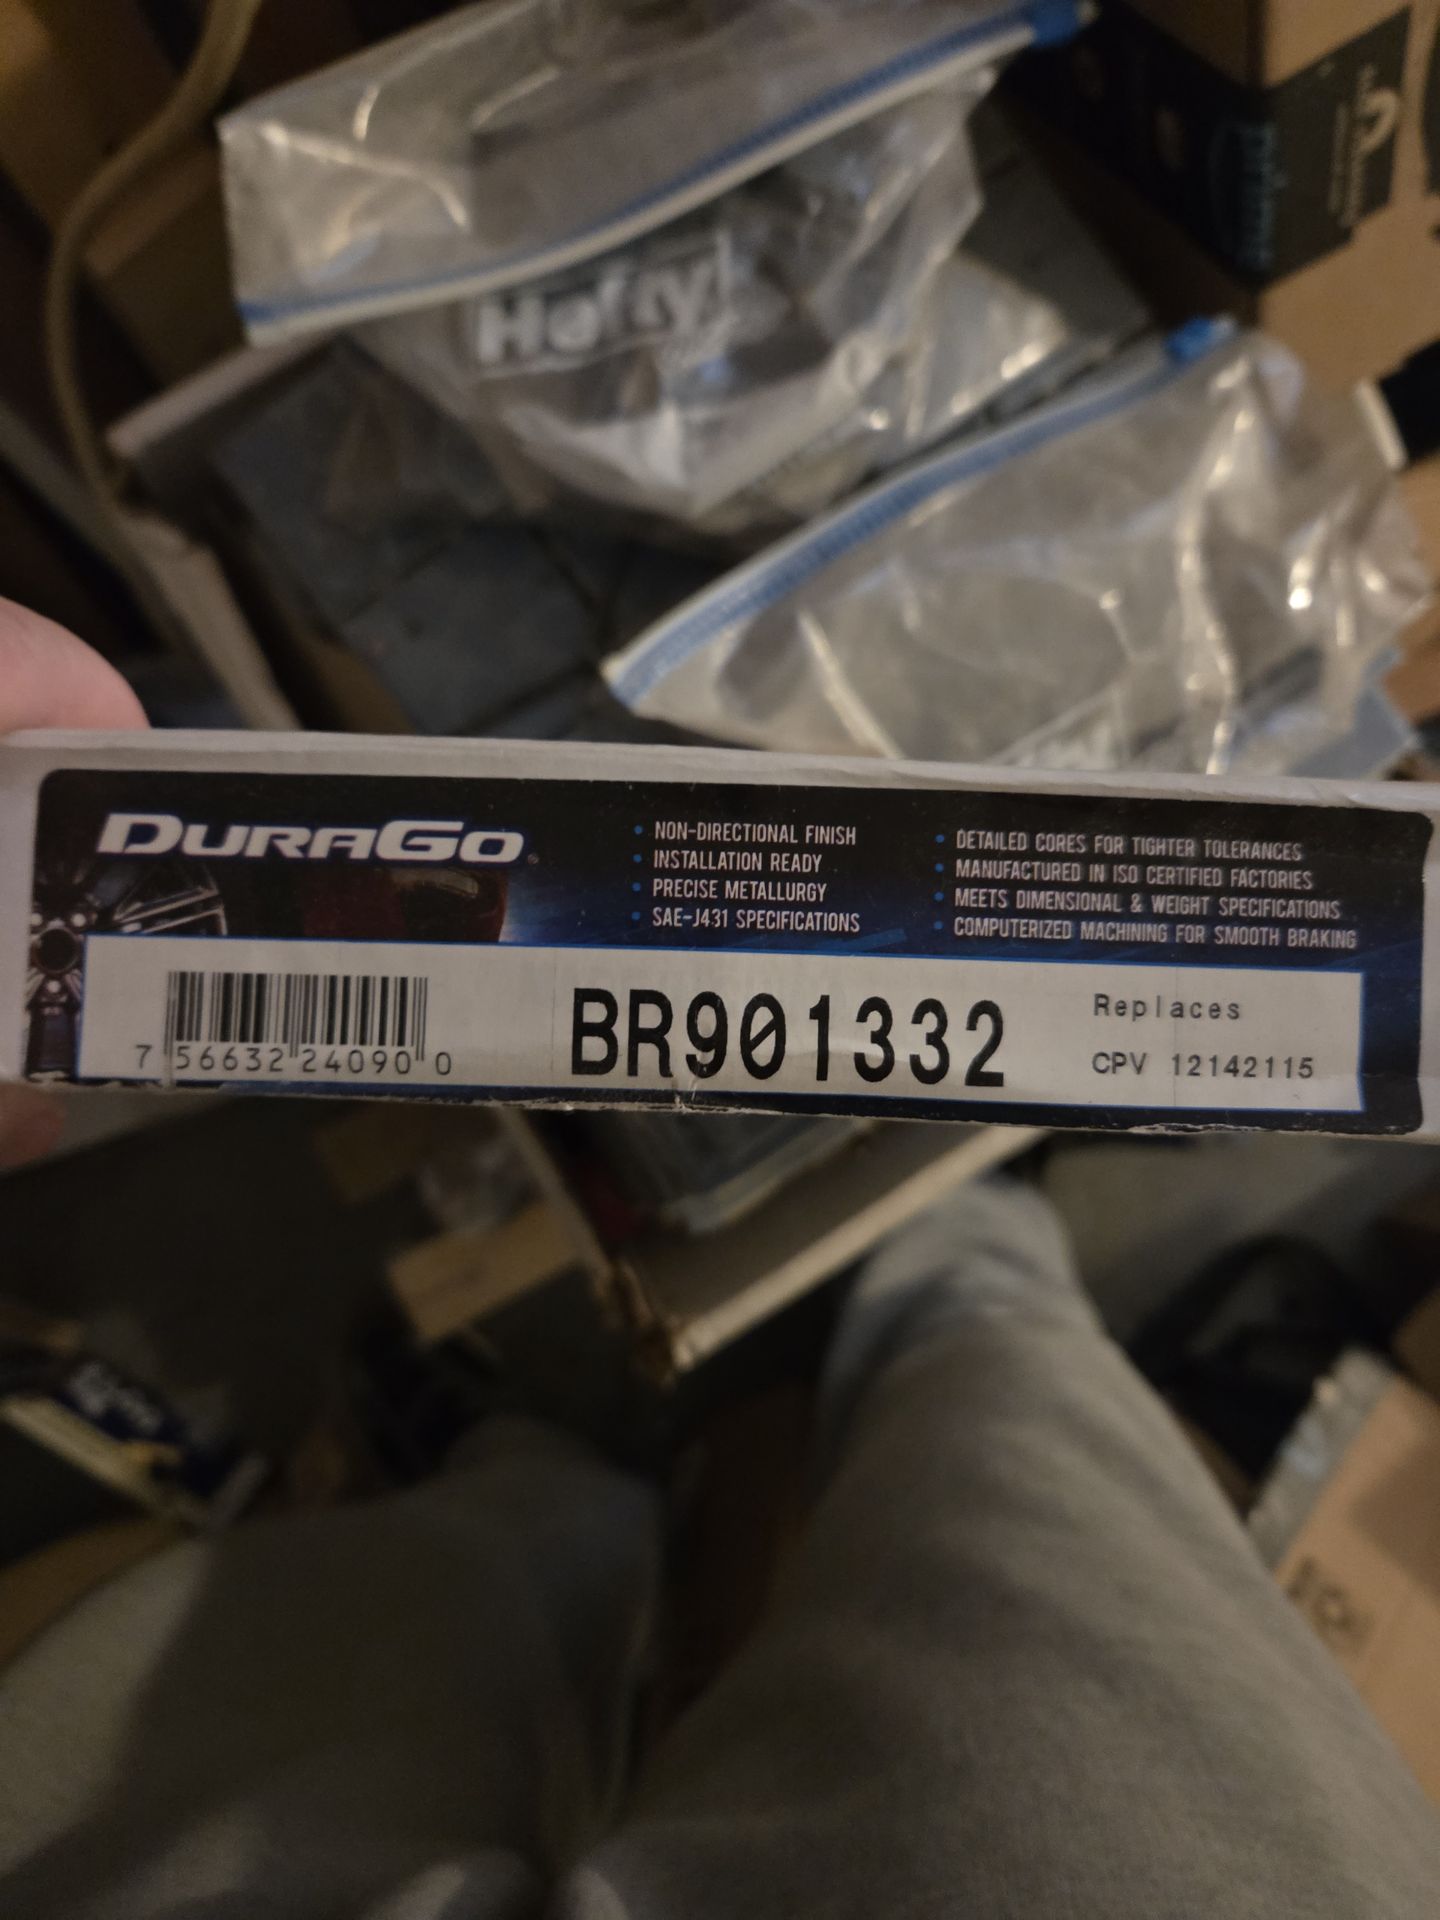 Hefty!
DURAGO
• NON-DIRECTIONAL FINISH
• INSTALLATION READY
• PRECISE METALLURGY
• SAE-J431 SPECIFICATIONS
• DETAILED CORES FOR TIGHTER TOLERANCES
• MANUFACTURED IN ISO CERTIFIED FACTORIES
• MEETS DIMENSIONAL & WEIGHT SPECIFICATIONS
• COMPUTERIZED MACHINING FOR SMOOTH BRAKING
7 56632 24090 0
BR901332
Replaces
CPV 12142115